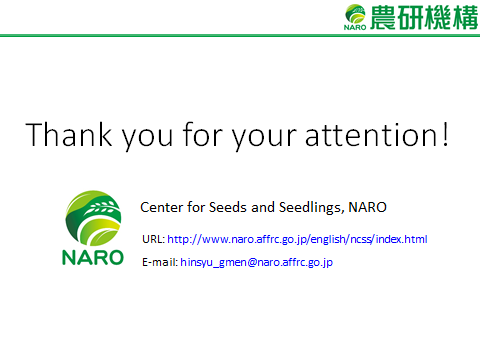 NARO 農研機構
Thank you for your attention!
Center for Seeds and Seedlings, NARO
URL: http://www.naro.affrc.go.jp/english/ncss/index.html
NARO
E-mail: hinsyu_gmen@naro.affrc.go.jp